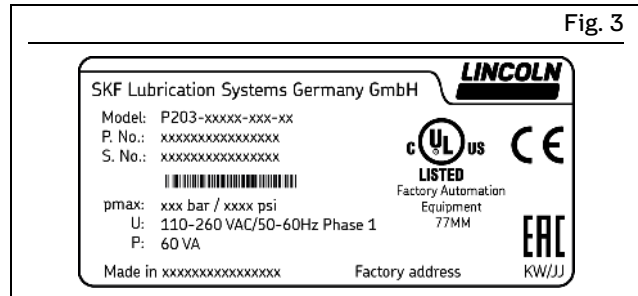 Fig. 3
LINCOLN
SKF Lubrication Systems Germany GmbH
Model: P203-xxxxx-xxx-xx
P. No.: xxxxxxxxxxxxxxxx
S. No.: xxxxxxxxxxxxxxxx
pmax: xxx bar / xxxx psi
U: 110-260 VAC/50-60Hz Phase 1
P: 60 VA
Made in xxxxxxxxxxxxxxxx
C UL US
LISTED
Factory Automation
Equipment
77MM
CE
EAC
Factory address
KW/JJ